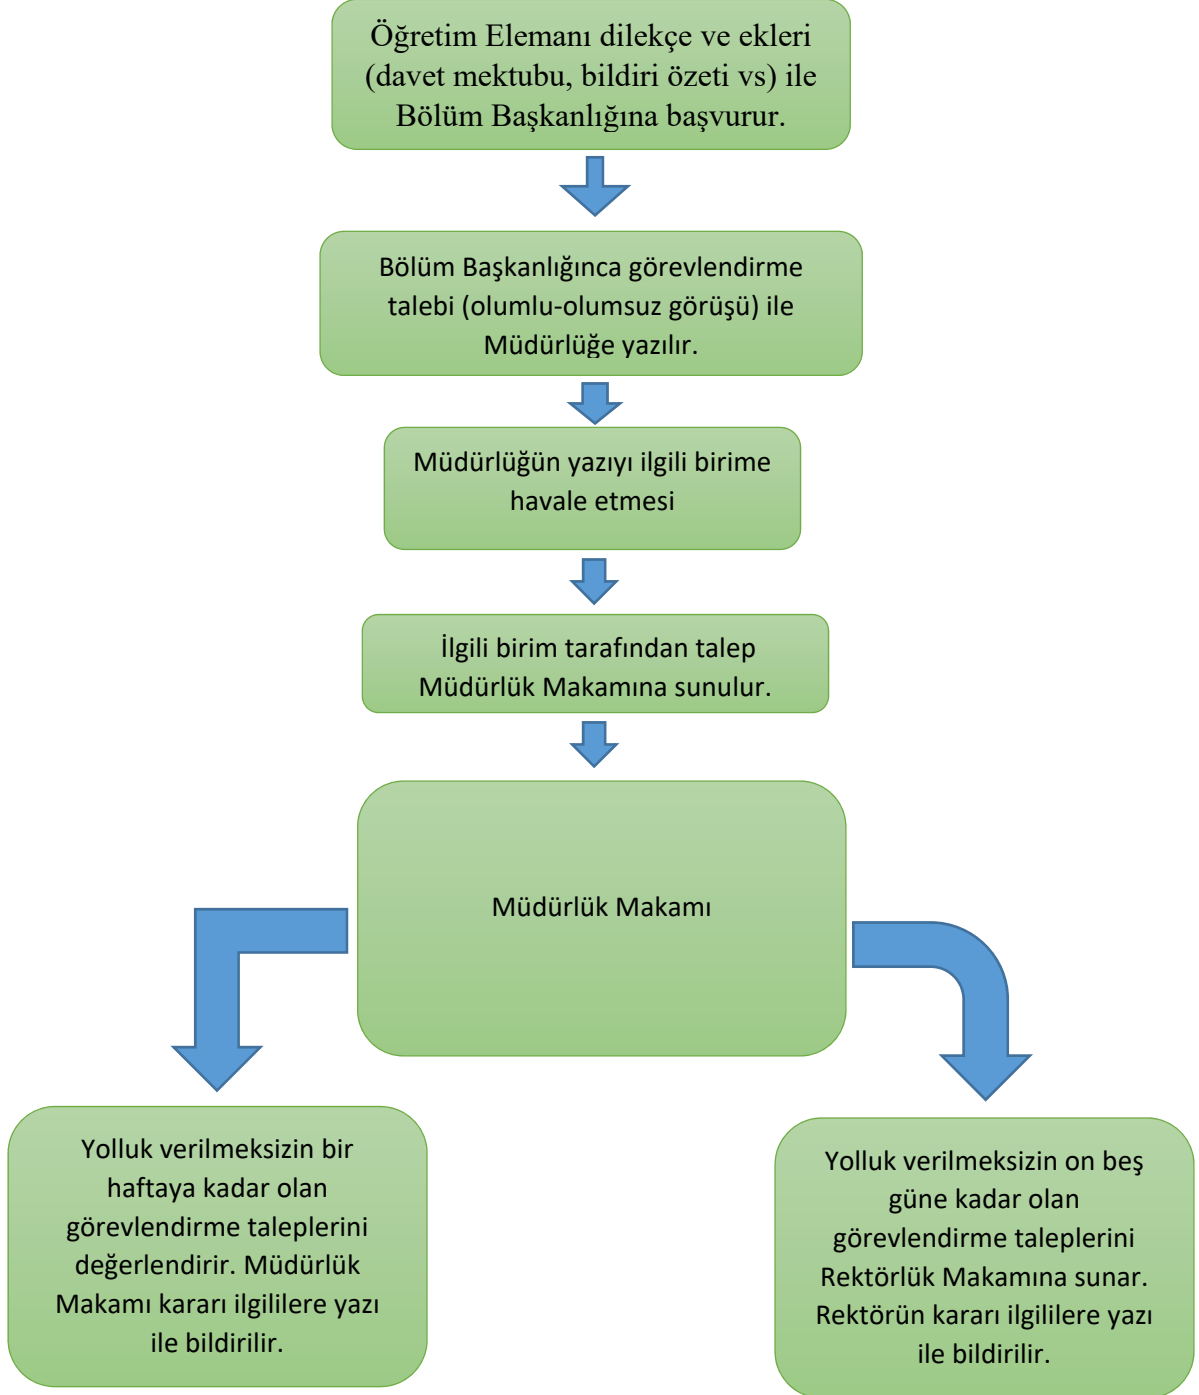 Öğretim Elemanı dilekçe ve ekleri
(davet mektubu, bildiri özeti vs) ile
Bölüm Başkanlığına başvurur.
Bölüm Başkanlığınca görevlendirme
talebi (olumlu-olumsuz görüşü) ile
Müdürlüğe yazılır.
Müdürlüğün yazıyı ilgili birime
havale etmesi
İlgili birim tarafından talep
Müdürlük Makamına sunulur.
Müdürlük Makamı
Yolluk verilmeksizin bir
haftaya kadar olan
görevlendirme taleplerini
değerlendirir. Müdürlük
Makamı kararı ilgililere yazı
ile bildirilir.
Yolluk verilmeksizin on beş
güne kadar olan
görevlendirme taleplerini
Rektörlük Makamına sunar.
Rektörün kararı ilgililere yazı
ile bildirilir.